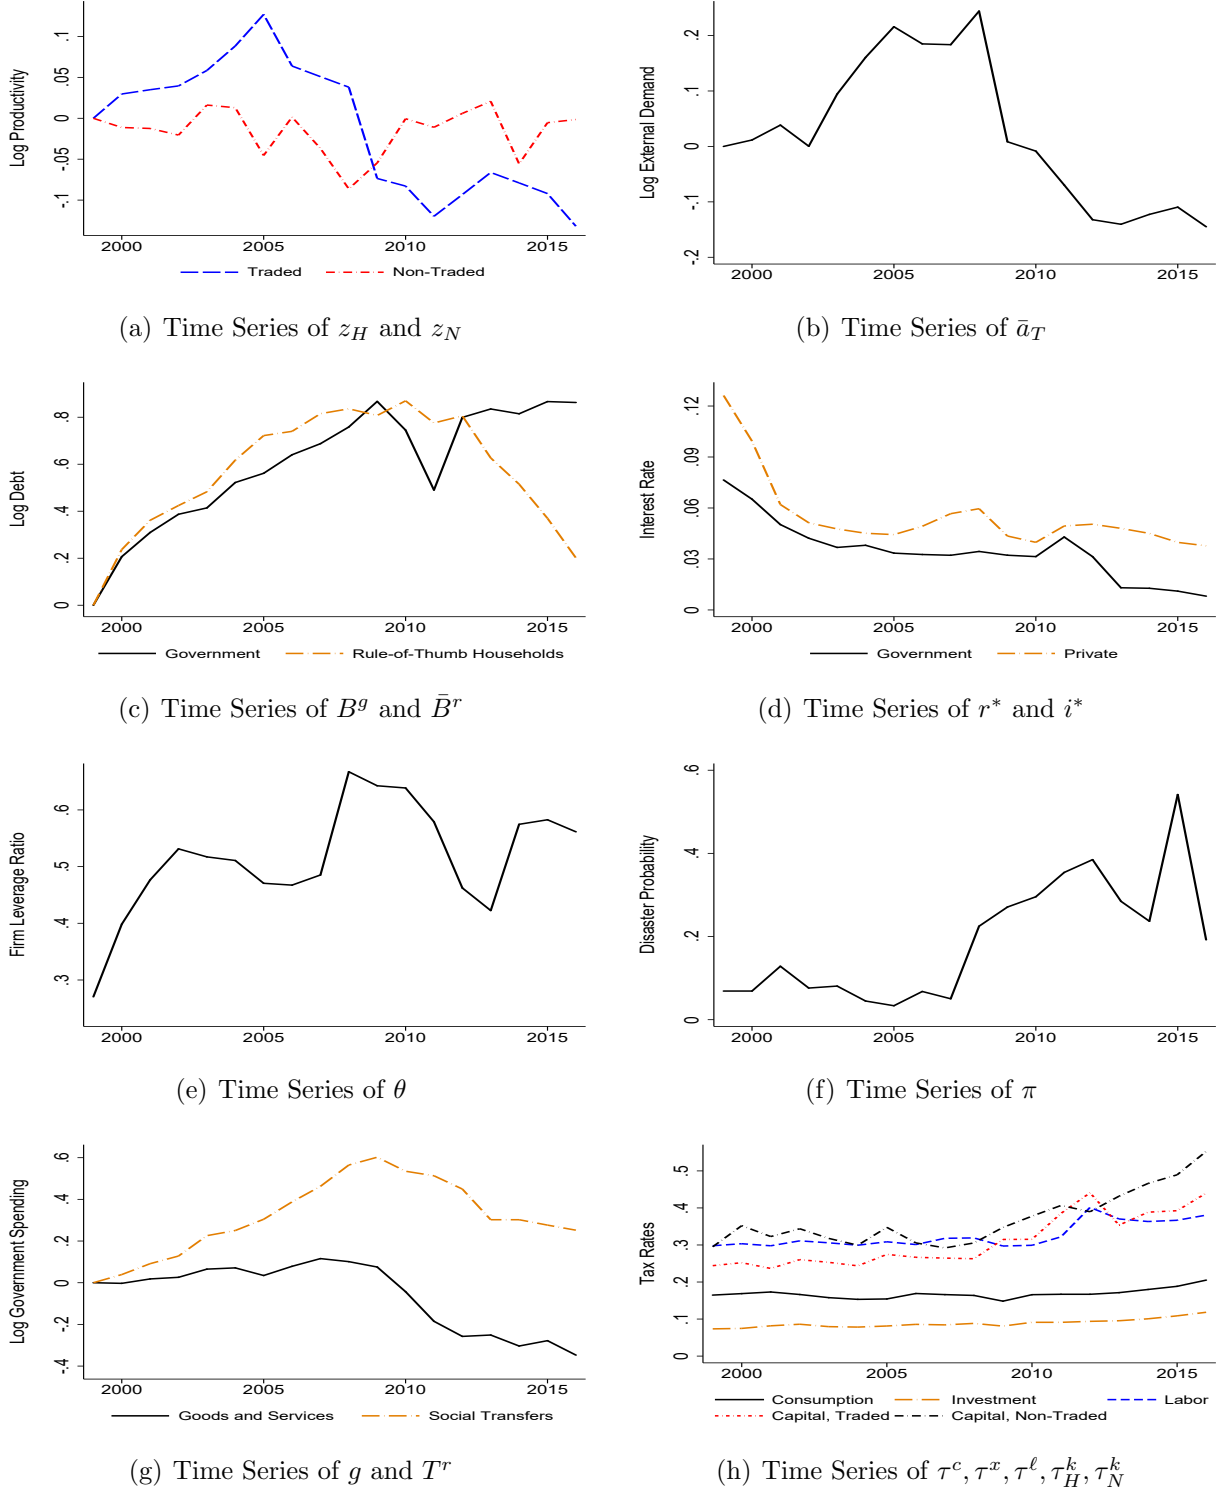 Log Productivity
.1
.05
0
-.05
-.1
2000 2005 2010 2015
Traded Non-Traded
(a) Time Series of z_H and z_N
Log External Demand
.2
.1
0
-.1
-.2
2000 2005 2010 2015
(b) Time Series of ā_T
Log Debt
.8
.6
.4
.2
0
2000 2005 2010 2015
Government Rule-of-Thumb Households
(c) Time Series of B^g and B̄^r
Interest Rate
.12
.09
.06
.03
0
2000 2005 2010 2015
Government Private
(d) Time Series of r* and i*
Firm Leverage Ratio
.6
.5
.4
.3
2000 2005 2010 2015
(e) Time Series of θ
Disaster Probability
.6
.4
.2
0
2000 2005 2010 2015
(f) Time Series of π
Log Government Spending
.6
.4
.2
0
-.2
-.4
2000 2005 2010 2015
Goods and Services Social Transfers
(g) Time Series of g and T^r
Tax Rates
.5
.4
.3
.2
.1
0
2000 2005 2010 2015
Consumption Investment Labor
Capital, Traded Capital, Non-Traded
(h) Time Series of τ^c, τ^x, τ^ℓ, τ_H^k, τ_N^k